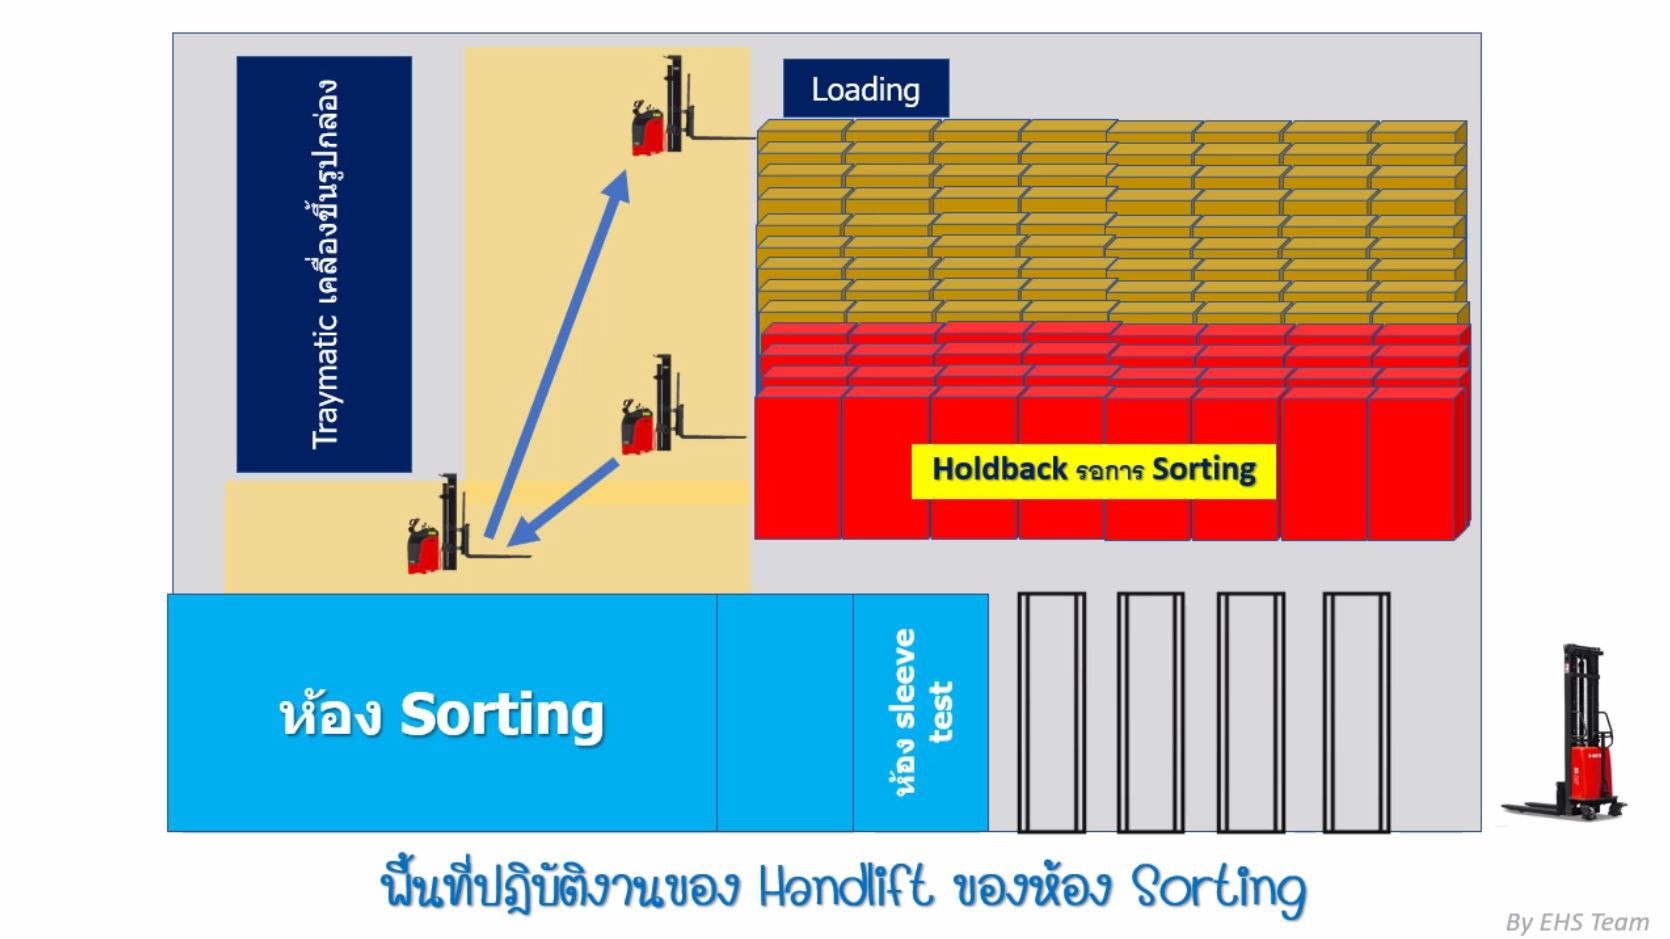 Loading
Traymatic เครื่องขึ้นรูปกล่อง
Holdback รอการ Sorting
ห้อง Sorting
ห้อง sleeve
test
พื้นที่ปฎิบัติงานของ Handlift ของห้อง Sorting
By EHS Team